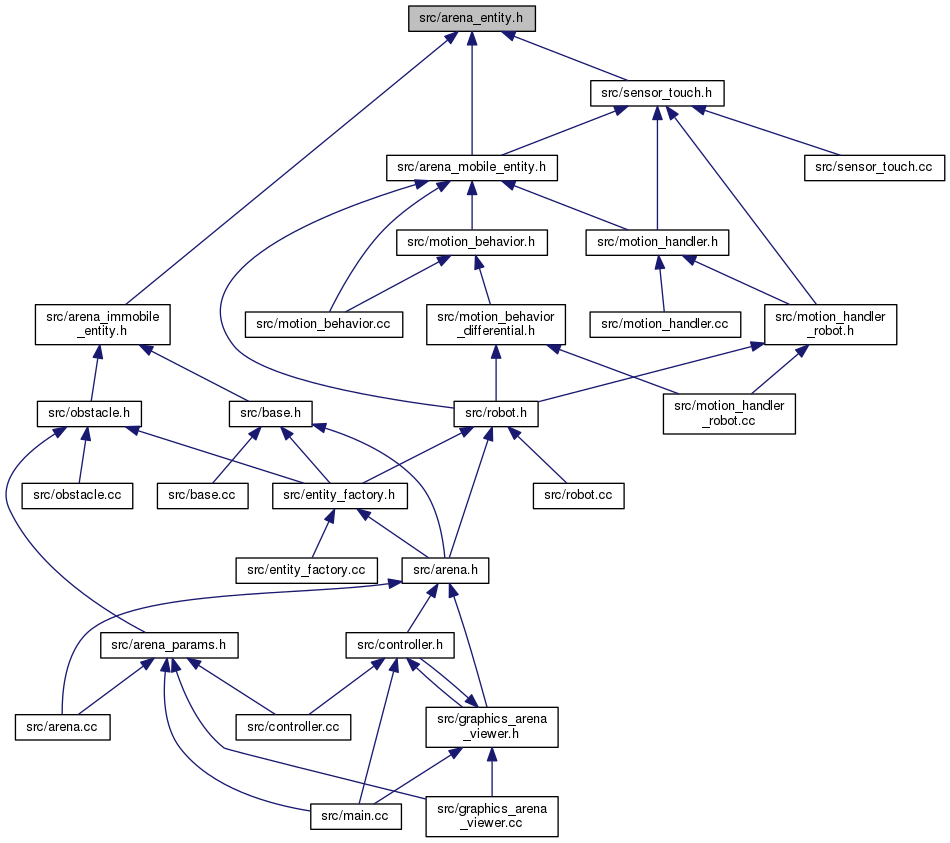 src/arena_entity.h
src/sensor_touch.h
src/arena_mobile_entity.h
src/sensor_touch.cc
src/motion_behavior.h
src/motion_handler.h
src/arena_immobile
_entity.h
src/motion_behavior.cc
src/motion_behavior
_differential.h
src/motion_handler.cc
src/motion_handler
_robot.h
src/obstacle.h
src/base.h
src/robot.h
src/motion_handler
_robot.cc
src/obstacle.cc
src/base.cc
src/entity_factory.h
src/robot.cc
src/entity_factory.cc
src/arena.h
src/arena_params.h
src/controller.h
src/arena.cc
src/controller.cc
src/graphics_arena
_viewer.h
src/main.cc
src/graphics_arena
_viewer.cc